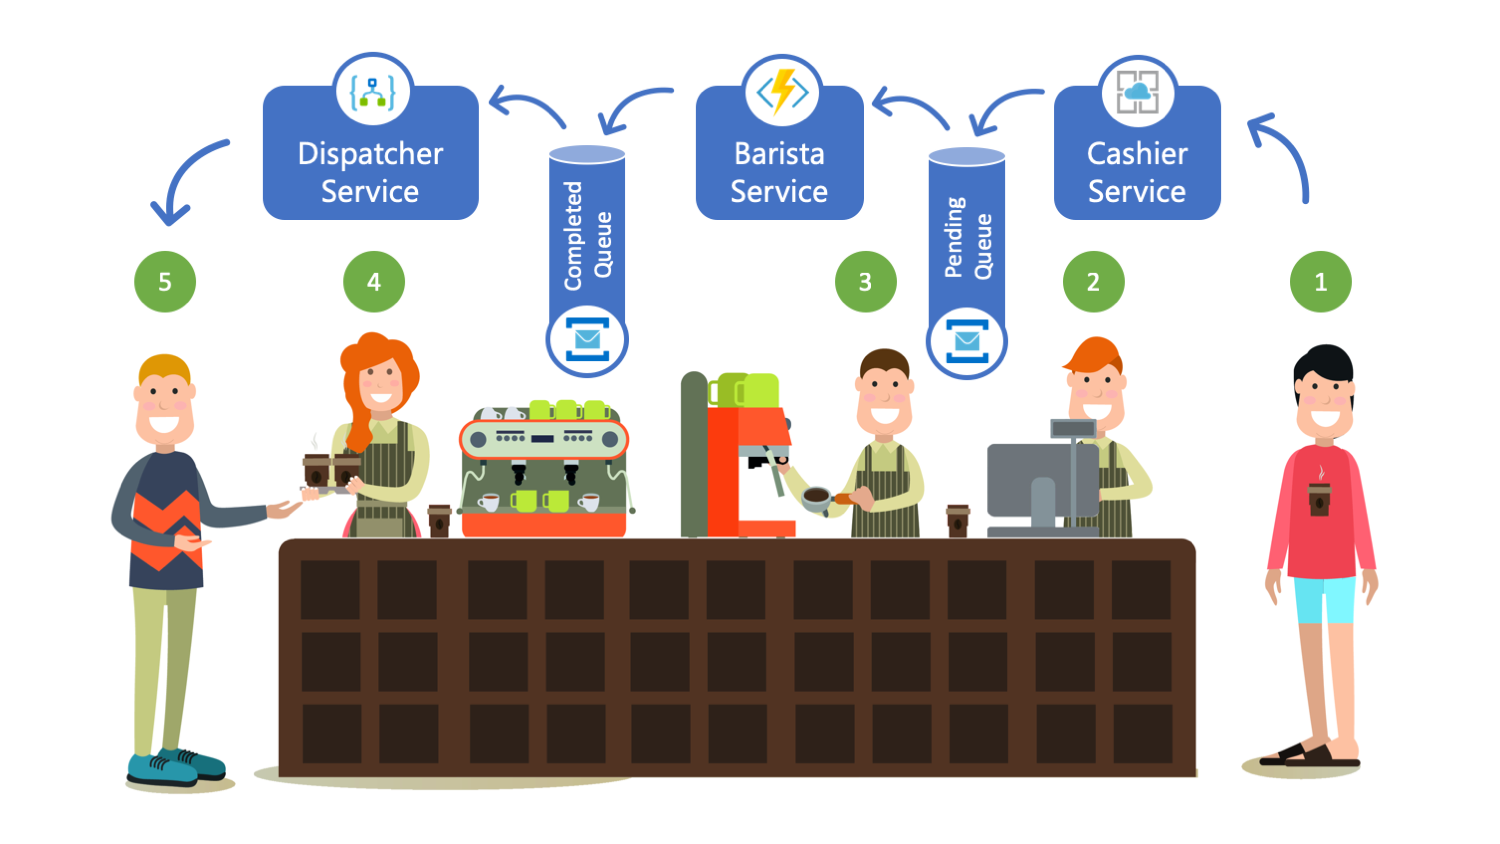 Dispatcher
Service
Completed
Queue
Barista
Service
Pending
Queue
Cashier
Service
5
4
3
2
1